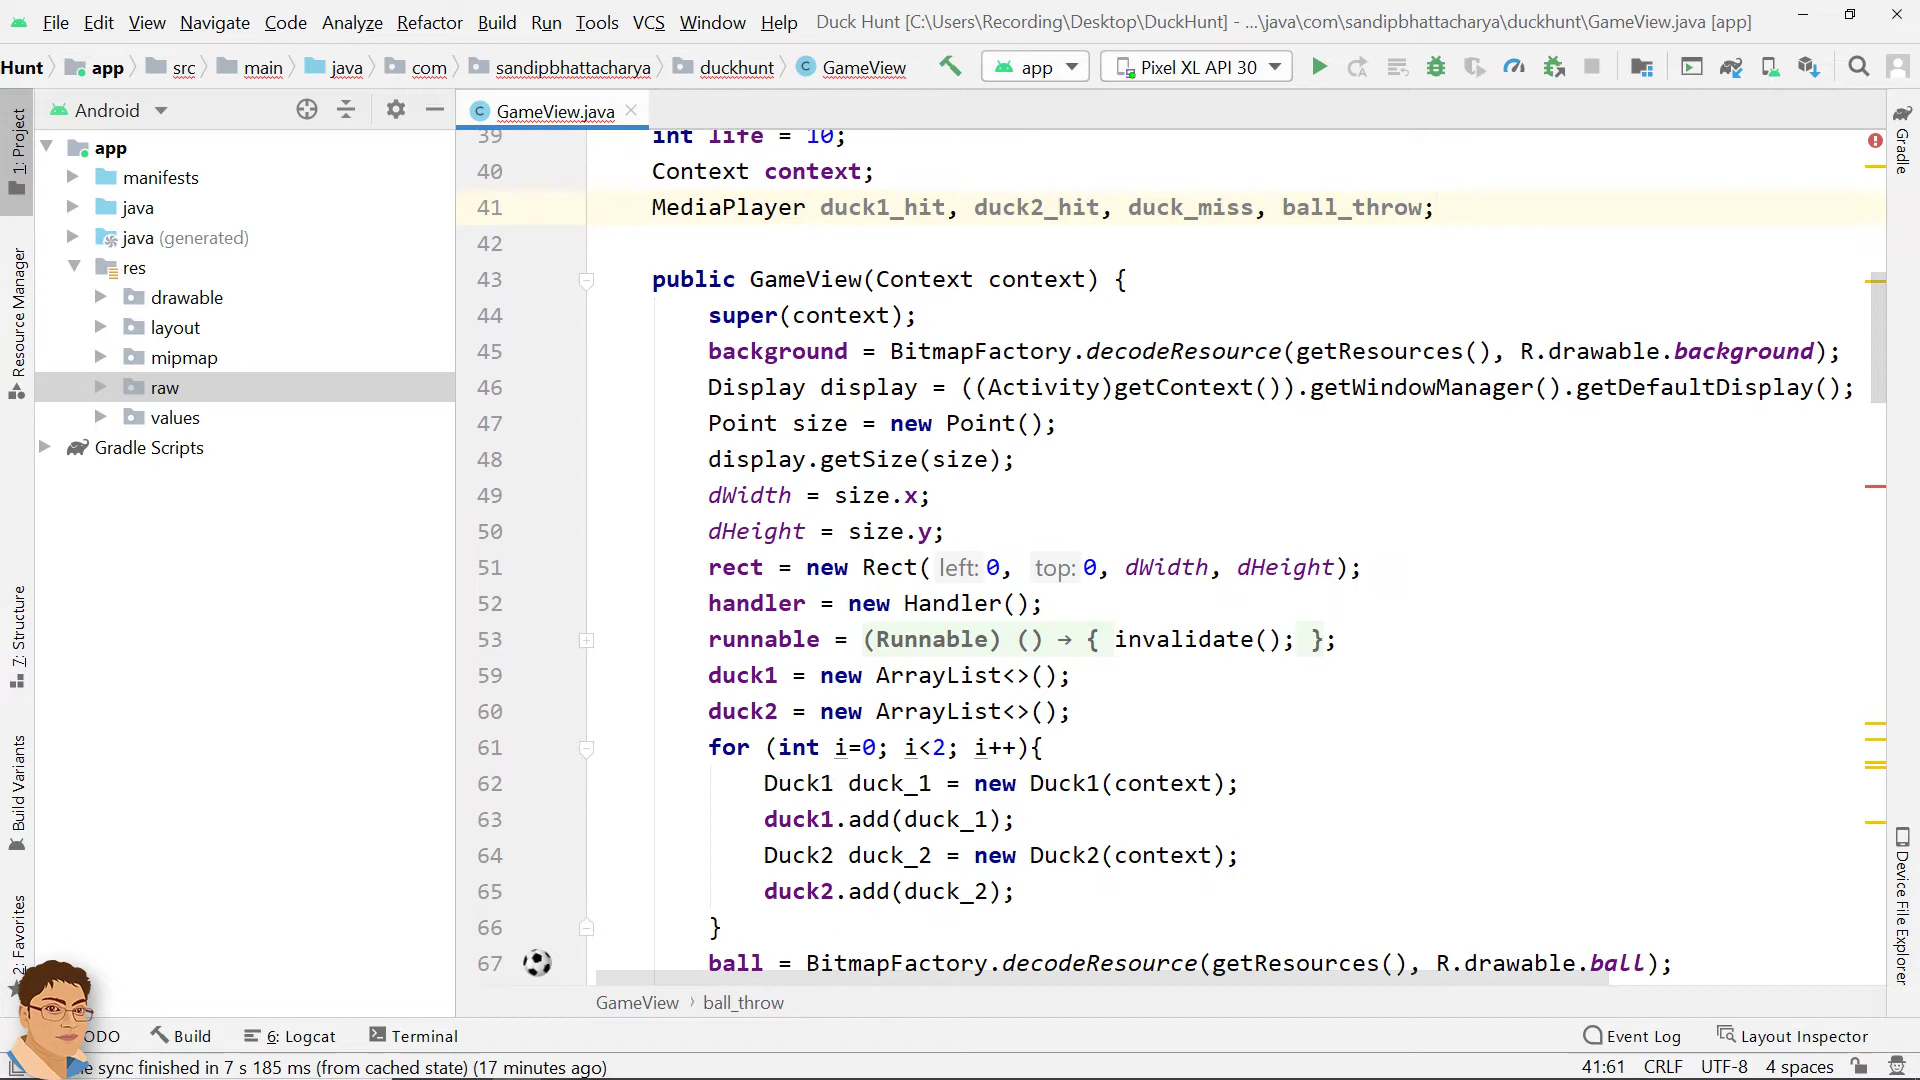 File Edit View Navigate Code Analyze Refactor Build Run Tools VCS Window Help Duck Hunt [C:\Users\Recording\Desktop\DuckHunt] - ...\java\com\sandipbhattacharya\duckhunt\GameView.java [app]
Hunt app src main java com sandipbhattacharya duckhunt GameView app Pixel XL API 30
Android
GameView.java
1: Project
Resource Manager
7: Structure
Build Variants
2: Favorites
app
manifests
java
java (generated)
res
drawable
layout
mipmap
raw
values
Gradle Scripts
39 int life = 10;
40 Context context;
41 MediaPlayer duck1_hit, duck2_hit, duck_miss, ball_throw;
42
43 public GameView(Context context) {
44 super(context);
45 background = BitmapFactory.decodeResource(getResources(), R.drawable.background);
46 Display display = ((Activity)getContext()).getWindowManager().getDefaultDisplay();
47 Point size = new Point();
48 display.getSize(size);
49 dWidth = size.x;
50 dHeight = size.y;
51 rect = new Rect( left: 0, top: 0, dWidth, dHeight);
52 handler = new Handler();
53 runnable = (Runnable) () → { invalidate(); };
59 duck1 = new ArrayList<>();
60 duck2 = new ArrayList<>();
61 for (int i=0; i<2; i++){
62 Duck1 duck_1 = new Duck1(context);
63 duck1.add(duck_1);
64 Duck2 duck_2 = new Duck2(context);
65 duck2.add(duck_2);
66 }
67 ball = BitmapFactory.decodeResource(getResources(), R.drawable.ball);
GameView › ball_throw
Gradle
Device File Explorer
ODO Build 6: Logcat Terminal Event Log Layout Inspector
sync finished in 7 s 185 ms (from cached state) (17 minutes ago) 41:61 CRLF UTF-8 4 spaces